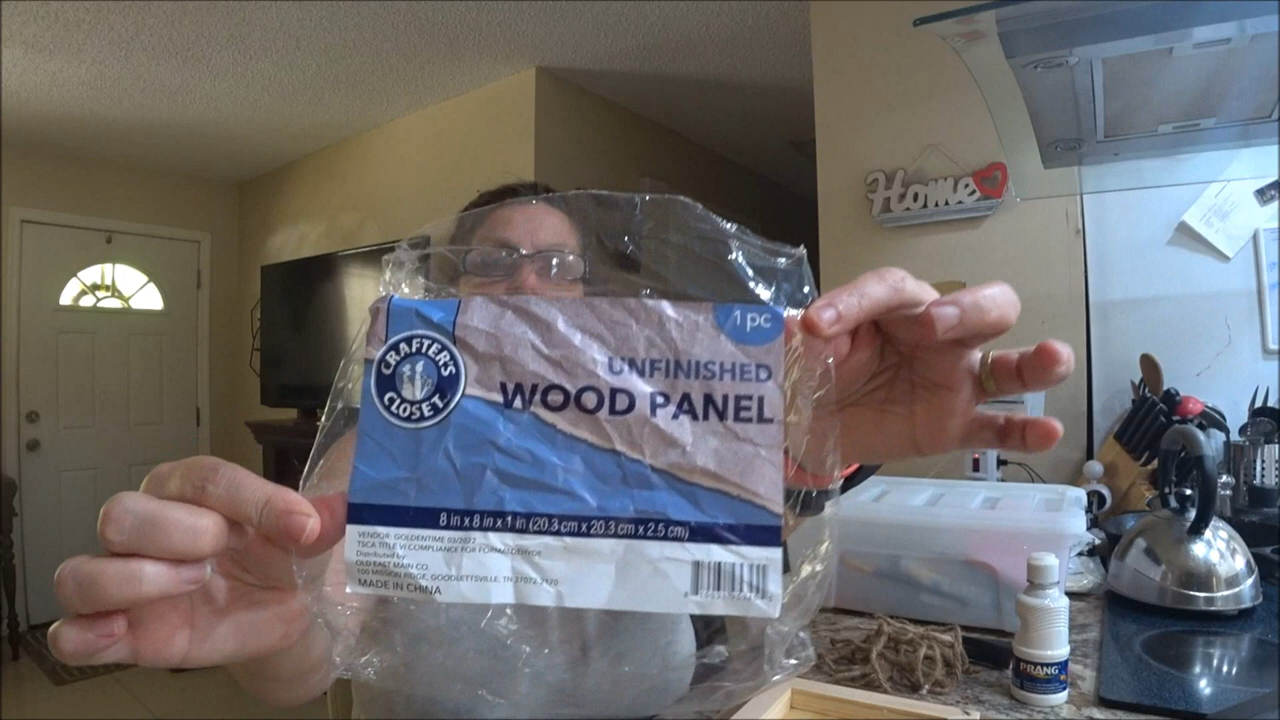 Home
1 pc
CRAFTER'S
CLOSET
UNFINISHED
WOOD PANEL
8 in x 8 in x 1 in (20.3 cm x 20.3 cm x 2.5 cm)
VENDOR: GOLDENTIME 03/2022
TSCA TITLE VI COMPLIANCE FOR FORMALDEHYDE
Distributed by:
OLD EAST MAIN CO.
100 MISSION RIDGE, GOODLETTSVILLE, TN 37072-2170
MADE IN CHINA
PRANG